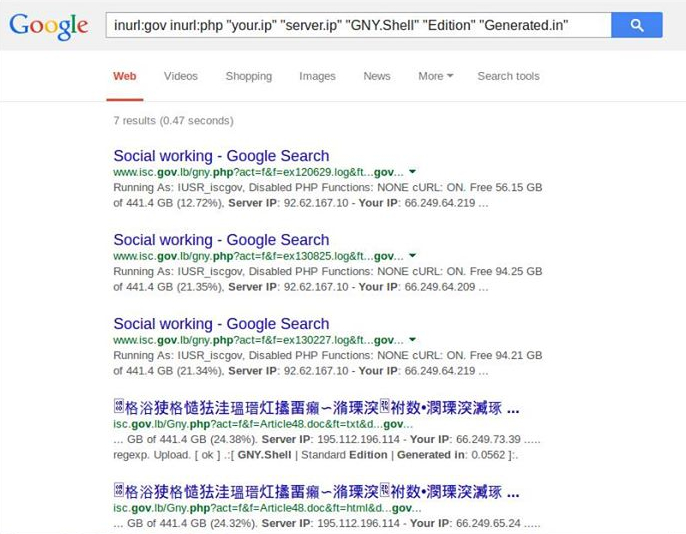 Google
inurl:gov inurl:php "your.ip" "server.ip" "GNY.Shell" "Edition" "Generated.in"
Web Videos Shopping Images News More Search tools
7 results (0.47 seconds)
Social working - Google Search
www.isc.gov.lb/gny.php?act=f&f=ex120629.log&ft...gov...
Running As: IUSR_iscgov, Disabled PHP Functions: NONE cURL: ON. Free 56.15 GB
of 441.4 GB (12.72%), Server IP: 92.62.167.10 - Your IP: 66.249.64.219 ...
Social working - Google Search
www.isc.gov.lb/gny.php?act=f&f=ex130825.log&ft...gov...
Running As: IUSR_iscgov, Disabled PHP Functions: NONE cURL: ON. Free 94.25 GB
of 441.4 GB (21.35%), Server IP: 92.62.167.10 - Your IP: 66.249.64.209 ...
Social working - Google Search
www.isc.gov.lb/gny.php?act=f&f=ex130227.log&ft...gov...
Running As: IUSR_iscgov, Disabled PHP Functions: NONE cURL: ON. Free 94.21 GB
of 441.4 GB (21.34%), Server IP: 92.62.167.10 - Your IP: 66.249.64.219 ...
格浴 格 洼瑥 数 ...
isc.gov.lb/Gny.php?act=f&f=Article48.doc&ft=txt&d...gov...
... GB of 441.4 GB (24.38%). Server IP: 195.112.196.114 - Your IP: 66.249.73.39 .....
regexp. Upload. [ ok ] .:[ GNY.Shell | Standard Edition | Generated in: 0.0562 ]:.
格浴 格 洼瑥 数 ...
isc.gov.lb/Gny.php?act=f&f=Article48.doc&ft=html&d...gov...
... GB of 441.4 GB (24.32%). Server IP: 195.112.196.114 - Your IP: 66.249.65.24 .....